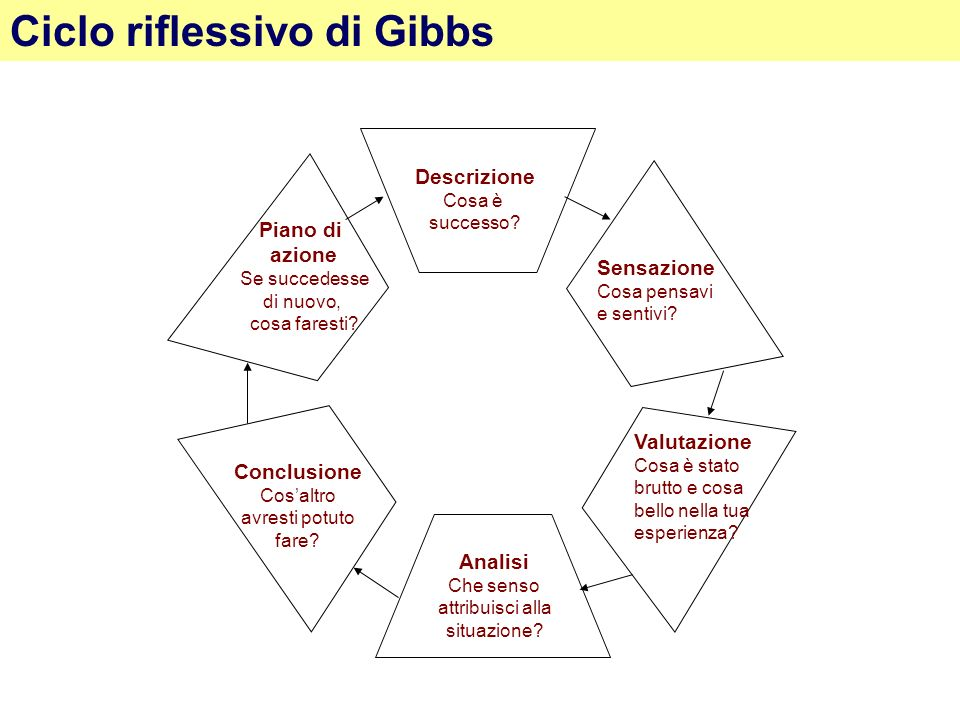 Ciclo riflessivo di Gibbs
Descrizione
Cosa è
successo?
Sensazione
Cosa pensavi
e sentivi?
Valutazione
Cosa è stato
brutto e cosa
bello nella tua
esperienza?
Analisi
Che senso
attribuisci alla
situazione?
Conclusione
Cos’altro
avresti potuto
fare?
Piano di
azione
Se succedesse
di nuovo,
cosa faresti?